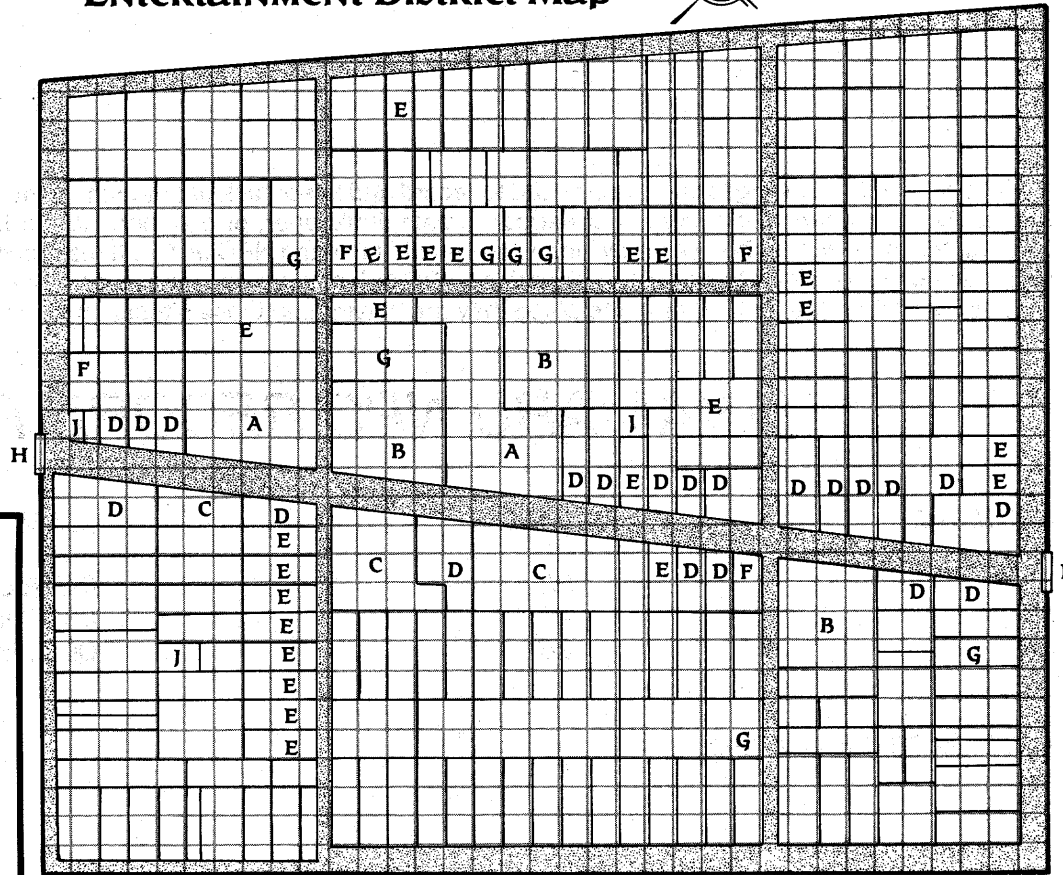 Entertainment District Map
E
G F E E E E G G G E E F
E
E
E
E
F G B
E
J D D D A J
H B A E
D D E D D D D D D D D E
D C D D
E
C D C E D D F
E
E D D
E B
J E G
E
E
E G